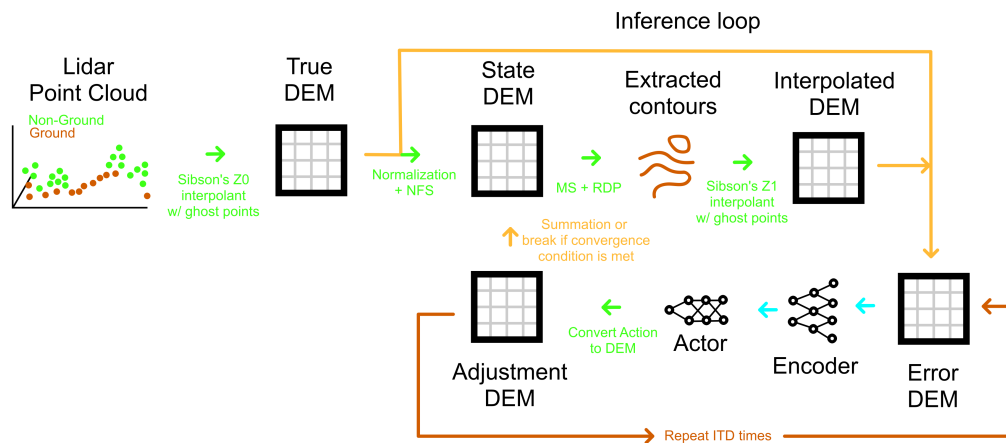 Inference loop
Lidar
Point Cloud
Non-Ground
Ground
Sibson's Z0
interpolant
w/ ghost points
True
DEM
Normalization
+ NFS
State
DEM
MS + RDP
Extracted
contours
Sibson's Z1
interpolant
w/ ghost points
Interpolated
DEM
Summation or
break if convergence
condition is met
Adjustment
DEM
Convert Action
to DEM
Actor
Encoder
Error
DEM
Repeat ITD times